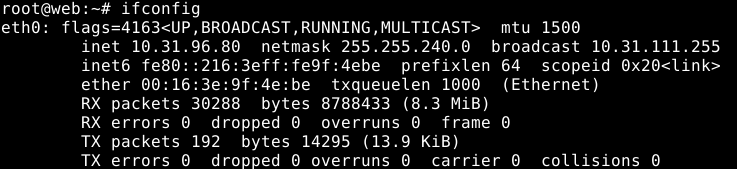 root@web:~# ifconfig
eth0: flags=4163<UP,BROADCAST,RUNNING,MULTICAST>  mtu 1500
        inet 10.31.96.80  netmask 255.255.240.0  broadcast 10.31.111.255
        inet6 fe80::216:3eff:fe9f:4ebe  prefixlen 64  scopeid 0x20<link>
        ether 00:16:3e:9f:4e:be  txqueuelen 1000  (Ethernet)
        RX packets 30288  bytes 8788433 (8.3 MiB)
        RX errors 0  dropped 0  overruns 0  frame 0
        TX packets 192  bytes 14295 (13.9 KiB)
        TX errors 0  dropped 0 overruns 0  carrier 0  collisions 0